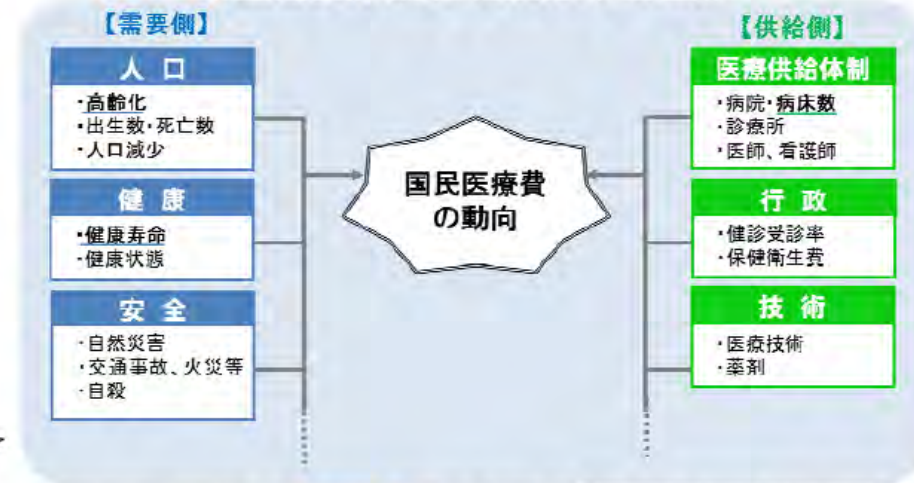 【需要側】
人口
・高齢化
・出生数・死亡数
・人口減少
健康
・健康寿命
・健康状態
安全
・自然災害
・交通事故、火災等
・自殺
国民医療費
の動向
【供給側】
医療供給体制
・病院・病床数
・診療所
・医師、看護師
行政
・健診受診率
・保健衛生費
技術
・医療技術
・薬剤